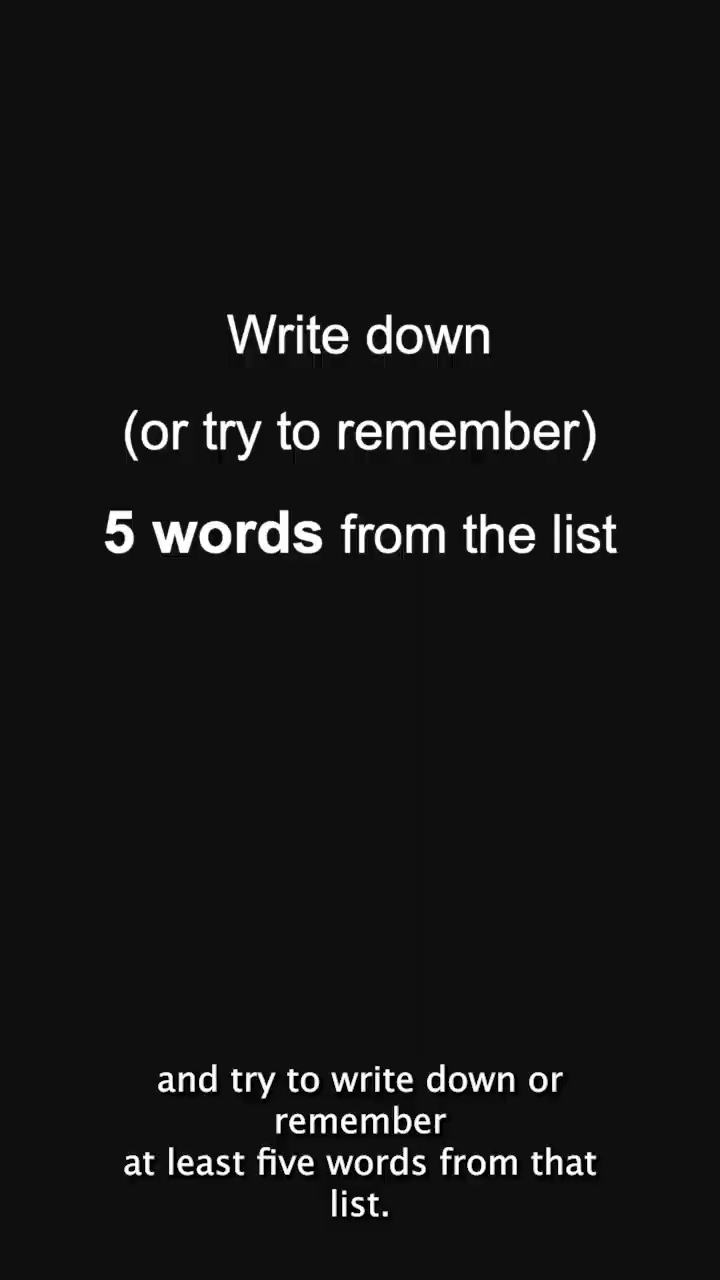 Write down
(or try to remember)
5 words from the list
and try to write down or
remember
at least five words from that
list.